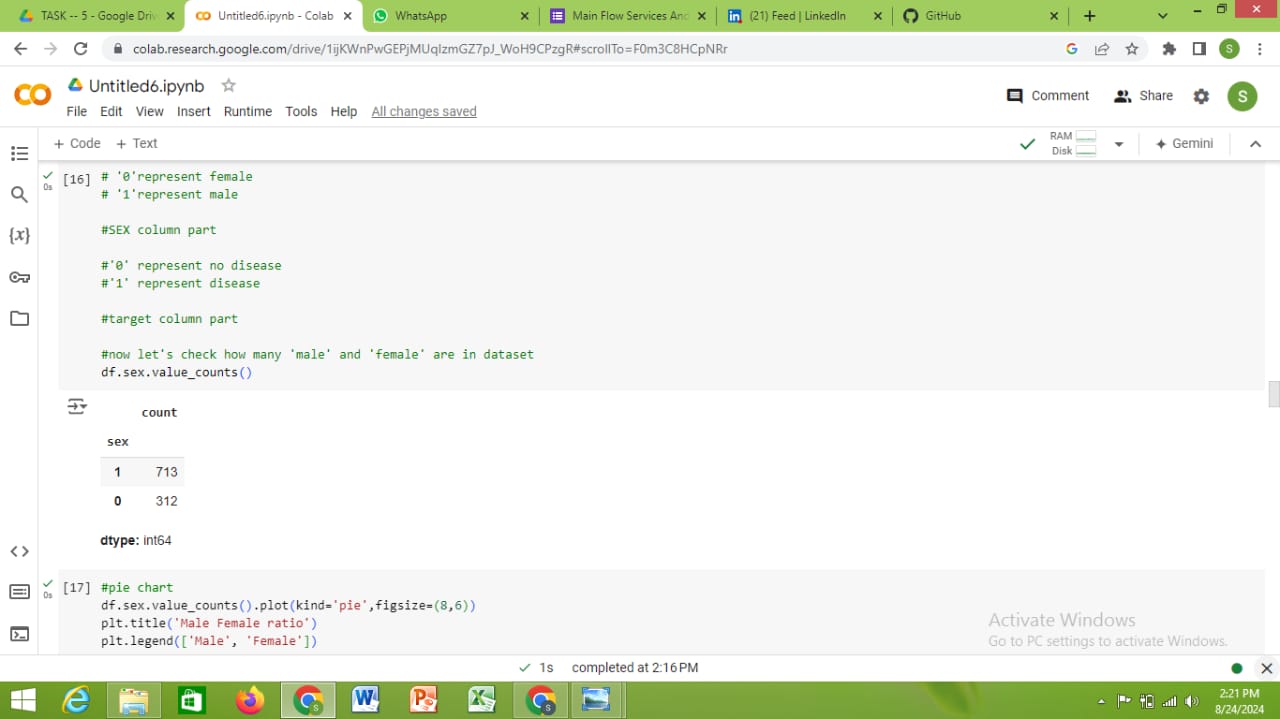 TASK -- 5 - Google Driv
Untitled6.ipynb - Colab
WhatsApp
Main Flow Services And
(21) Feed | LinkedIn
GitHub
colab.research.google.com/drive/1ijKWnPwGEPjMUqIzmGZ7pJ_WoH9CPzgR#scrollTo=F0m3C8HCpNRr
S
CO
Untitled6.ipynb
File Edit View Insert Runtime Tools Help All changes saved
Comment
Share
S
+ Code + Text
RAM
Disk
Gemini
{x}
0s
[16] # '0'represent female
# '1'represent male
#SEX column part
#'0' represent no disease
#'1' represent disease
#target column part
#now let's check how many 'male' and 'female' are in dataset
df.sex.value_counts()
count
sex
1 713
0 312
dtype: int64
0s
[17] #pie chart
df.sex.value_counts().plot(kind='pie',figsize=(8,6))
plt.title('Male Female ratio')
plt.legend(['Male', 'Female'])
Activate Windows
Go to PC settings to activate Windows.
1s completed at 2:16 PM
2:21 PM
8/24/2024